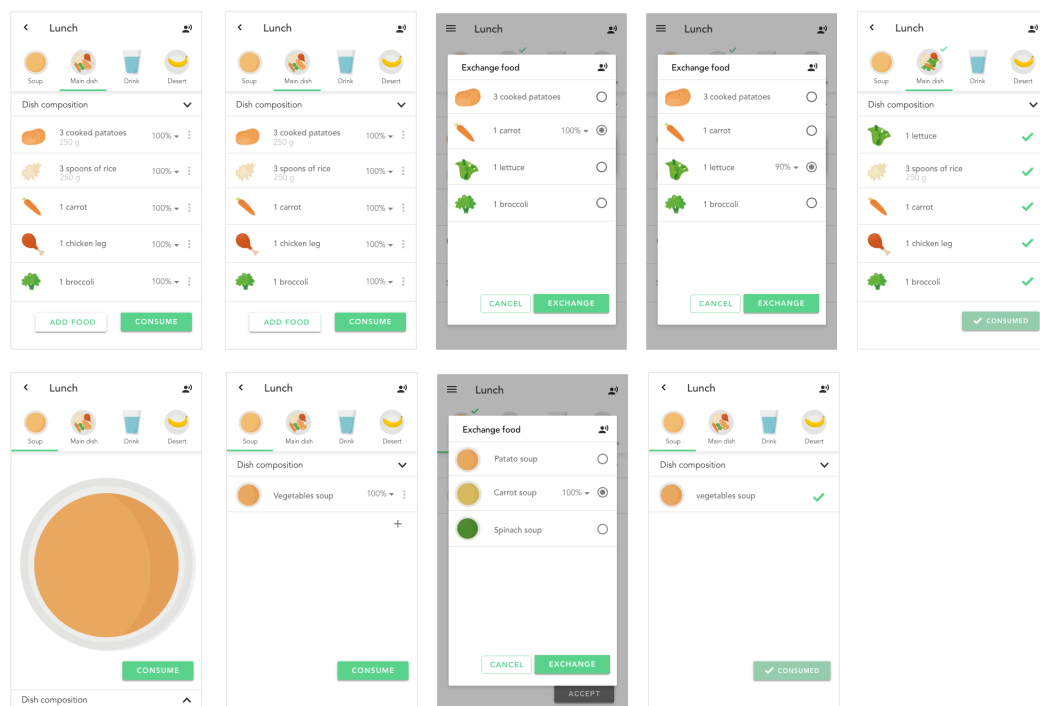 Lunch
Soup Main dish Drink Desert
Dish composition
3 cooked patatoes 100%
250 g
3 spoons of rice 100%
250 g
1 carrot 100%
1 chicken leg 100%
1 broccoli 100%
ADD FOOD CONSUME
Lunch
Soup Main dish Drink Desert
Dish composition
3 cooked patatoes 100%
250 g
3 spoons of rice 100%
250 g
1 carrot 100%
1 chicken leg 100%
1 broccoli 100%
ADD FOOD CONSUME
Lunch
Exchange food
3 cooked patatoes
1 carrot 100%
1 lettuce
1 broccoli
CANCEL EXCHANGE
Lunch
Exchange food
3 cooked patatoes
1 carrot
1 lettuce 90%
1 broccoli
CANCEL EXCHANGE
Lunch
Soup Main dish Drink Desert
Dish composition
1 lettuce
3 spoons of rice
250 g
1 carrot
1 chicken leg
1 broccoli
CONSUMED
Lunch
Soup Main dish Drink Desert
CONSUME
Dish composition
Lunch
Soup Main dish Drink Desert
Dish composition
Vegetables soup 100%
+
CONSUME
Lunch
Exchange food
Patato soup
Carrot soup 100%
Spinach soup
CANCEL EXCHANGE
ACCEPT
Lunch
Soup Main dish Drink Desert
Dish composition
vegetables soup
CONSUMED